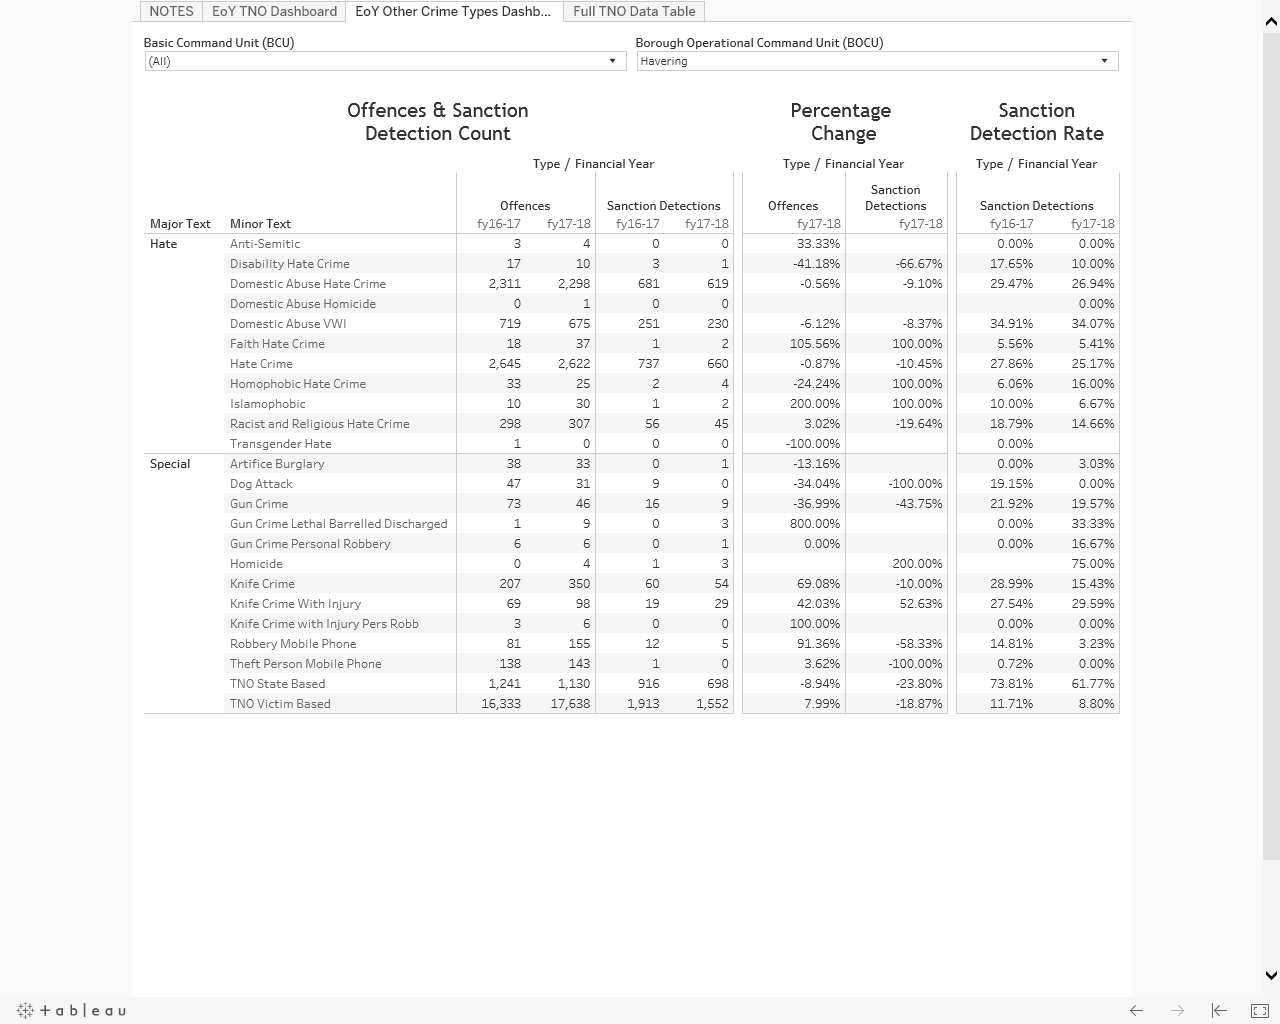 NOTES EoY TNO Dashboard EoY Other Crime Types Dashb... Full TNO Data Table
Basic Command Unit (BCU) Borough Operational Command Unit (BOCU)
(All) Havering
Offences & Sanction Percentage Sanction
Detection Count Change Detection Rate
Type / Financial Year Type / Financial Year Type / Financial Year
Sanction
Offences Sanction Detections Offences Detections Sanction Detections
Major Text Minor Text fy16-17 fy17-18 fy16-17 fy17-18 fy17-18 fy17-18 fy16-17 fy17-18
Hate Anti-Semitic 3 4 0 0 33.33% 0.00% 0.00%
Disability Hate Crime 17 10 3 1 -41.18% -66.67% 17.65% 10.00%
Domestic Abuse Hate Crime 2,311 2,298 681 619 -0.56% -9.10% 29.47% 26.94%
Domestic Abuse Homicide 0 1 0 0 0.00%
Domestic Abuse VWI 719 675 251 230 -6.12% -8.37% 34.91% 34.07%
Faith Hate Crime 18 37 1 2 105.56% 100.00% 5.56% 5.41%
Hate Crime 2,645 2,622 737 660 -0.87% -10.45% 27.86% 25.17%
Homophobic Hate Crime 33 25 2 4 -24.24% 100.00% 6.06% 16.00%
Islamophobic 10 30 1 2 200.00% 100.00% 10.00% 6.67%
Racist and Religious Hate Crime 298 307 56 45 3.02% -19.64% 18.79% 14.66%
Transgender Hate 1 0 0 0 -100.00% 0.00%
Special Artifice Burglary 38 33 0 1 -13.16% 0.00% 3.03%
Dog Attack 47 31 9 0 -34.04% -100.00% 19.15% 0.00%
Gun Crime 73 46 16 9 -36.99% -43.75% 21.92% 19.57%
Gun Crime Lethal Barrelled Discharged 1 9 0 3 800.00% 0.00% 33.33%
Gun Crime Personal Robbery 6 6 0 1 0.00% 0.00% 16.67%
Homicide 0 4 1 3 200.00% 75.00%
Knife Crime 207 350 60 54 69.08% -10.00% 28.99% 15.43%
Knife Crime With Injury 69 98 19 29 42.03% 52.63% 27.54% 29.59%
Knife Crime with Injury Pers Robb 3 6 0 0 100.00% 0.00% 0.00%
Robbery Mobile Phone 81 155 12 5 91.36% -58.33% 14.81% 3.23%
Theft Person Mobile Phone 138 143 1 0 3.62% -100.00% 0.72% 0.00%
TNO State Based 1,241 1,130 916 698 -8.94% -23.80% 73.81% 61.77%
TNO Victim Based 16,333 17,638 1,913 1,552 7.99% -18.87% 11.71% 8.80%
+ableau